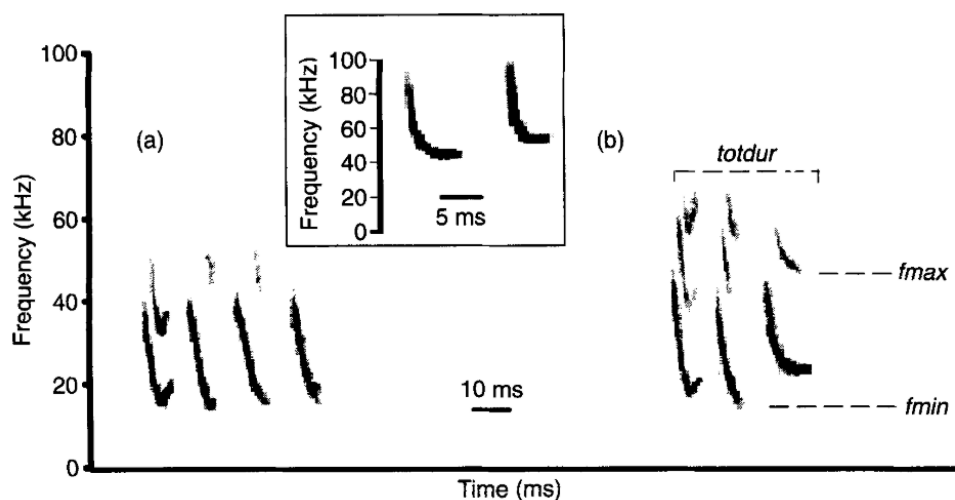 100
80
60
40
20
0
Frequency (kHz)
(a)
100
80
60
40
20
0
Frequency (kHz)
5 ms
(b)
totdur
fmax
10 ms
fmin
Time (ms)